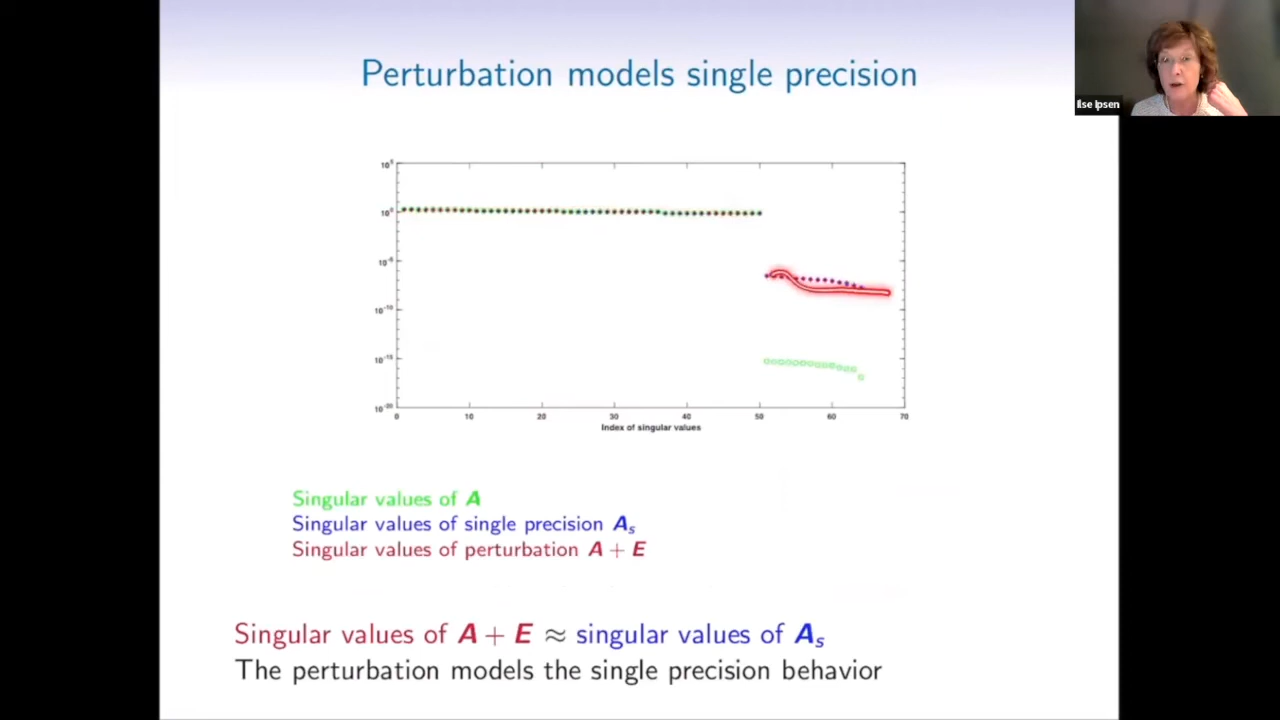 Perturbation models single precision
Ilse Ipsen
10^5
10^0
10^-5
10^-10
10^-15
10^-20
0 10 20 30 40 50 60 70
Index of singular values
Singular values of A
Singular values of single precision A_s
Singular values of perturbation A + E
Singular values of A + E ≈ singular values of A_s
The perturbation models the single precision behavior